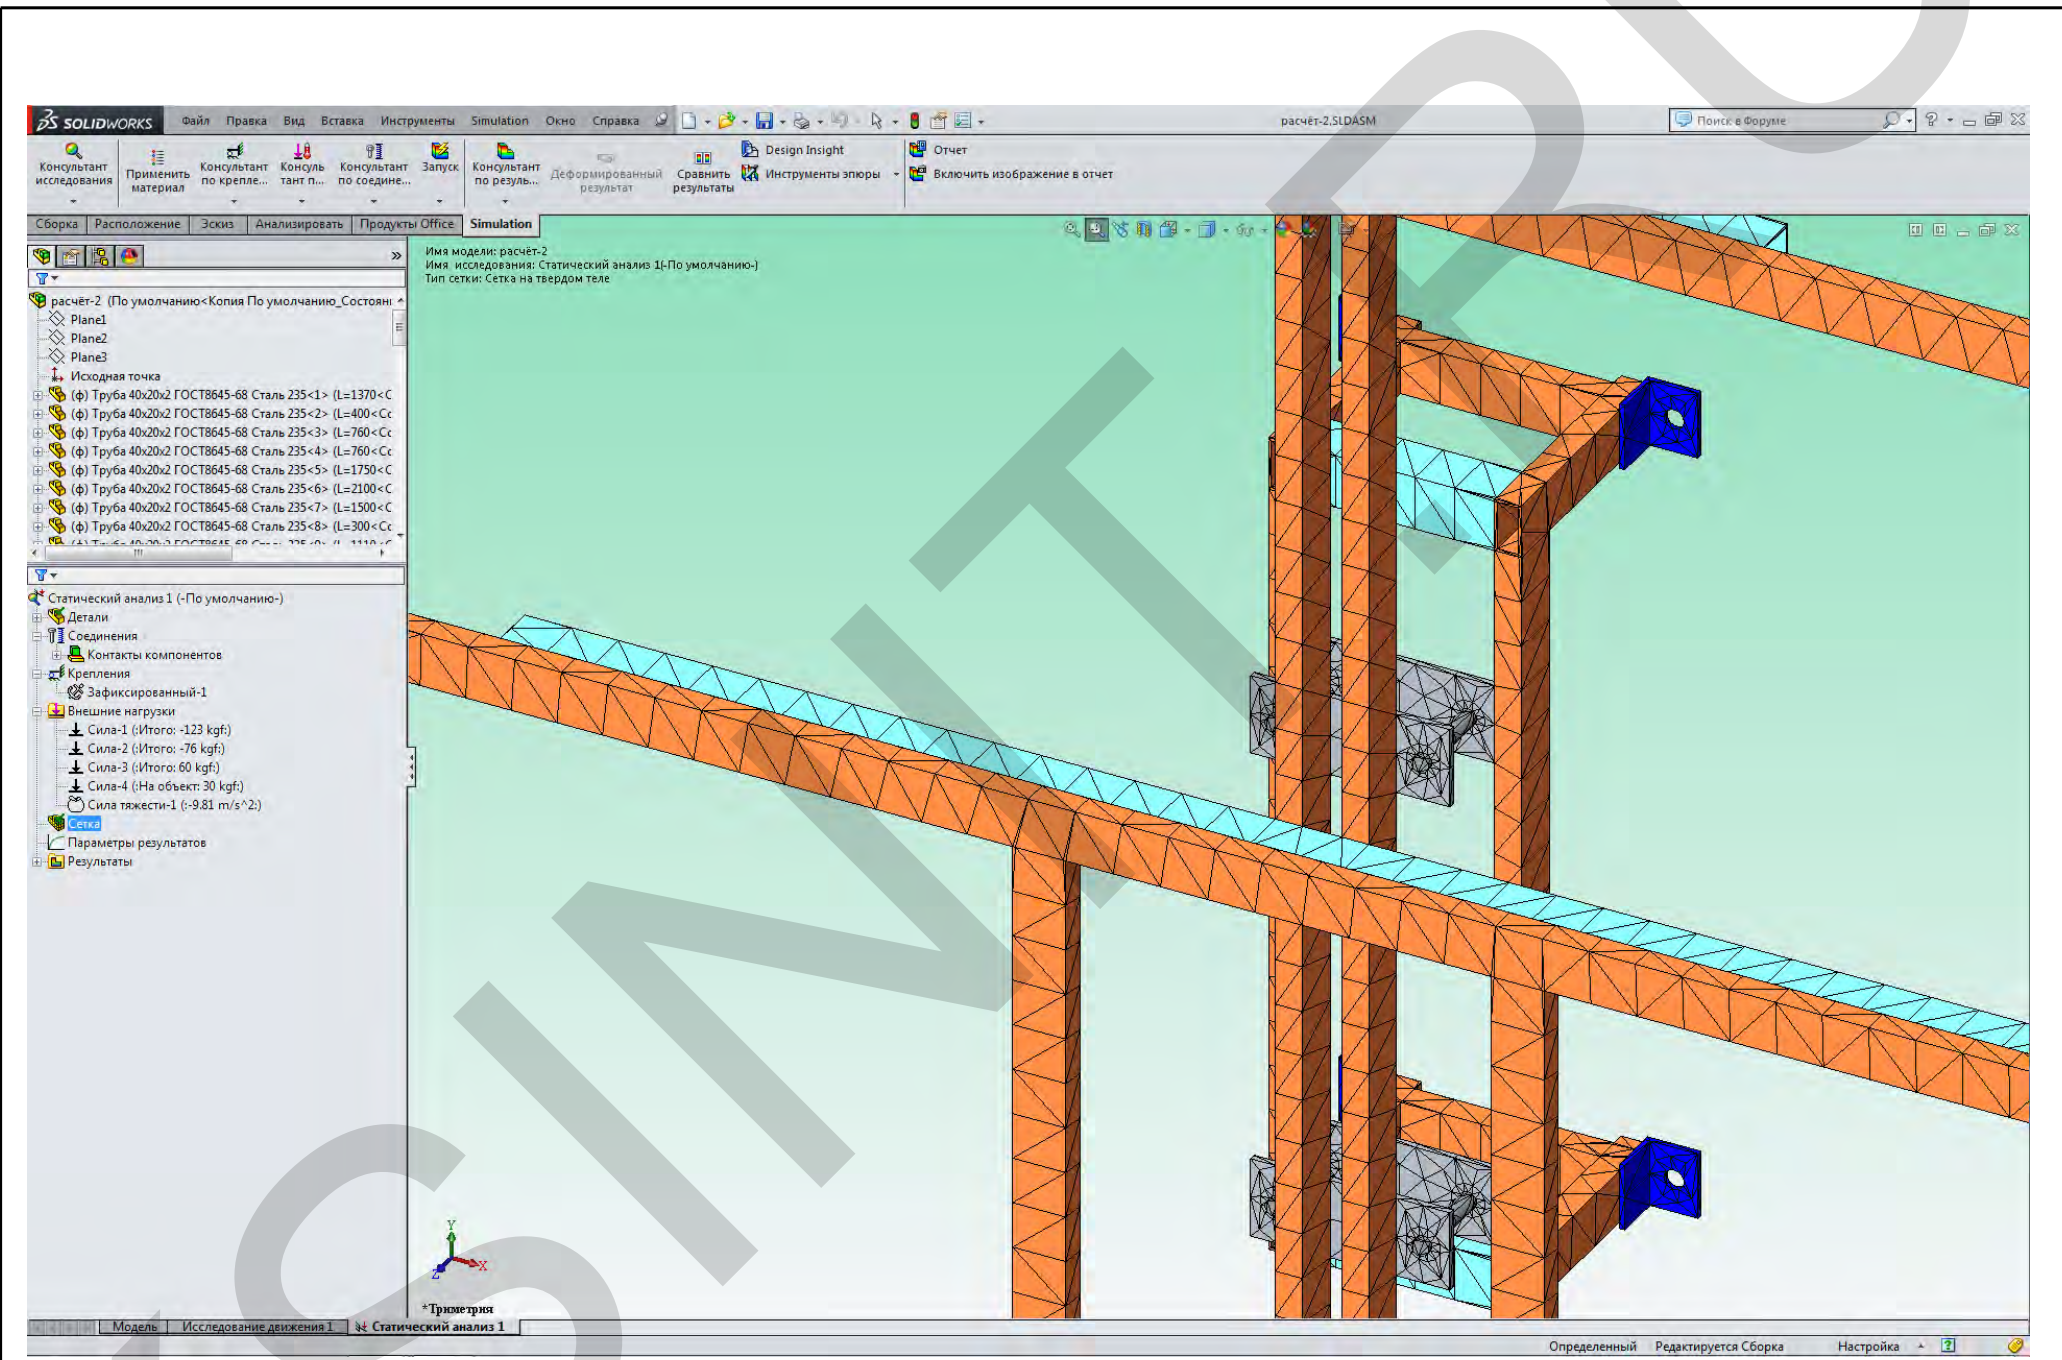 SOLIDWORKS Файл Правка Вид Вставка Инструменты Simulation Окно Справка расчёт-2.SLDASM Поиск в Форуме
Консультант исследования
Применить материал
Консультант по крепле...
Консуль тант п...
Консультант по соедине...
Запуск
Консультант по резуль...
Деформированный результат
Сравнить результаты
Design Insight
Инструменты эпюры
Отчет
Включить изображение в отчет
Сборка Расположение Эскиз Анализировать Продукты Office Simulation
Имя модели: расчёт-2
Имя исследования: Статический анализ 1(-По умолчанию-)
Тип сетки: Сетка на твердом теле
расчёт-2 (По умолчанию<Копия По умолчанию_Состоян
Plane1
Plane2
Plane3
Исходная точка
(ф) Труба 40x20x2 ГОСТ8645-68 Сталь 235<1> (L=1370<С
(ф) Труба 40x20x2 ГОСТ8645-68 Сталь 235<2> (L=400<Сс
(ф) Труба 40x20x2 ГОСТ8645-68 Сталь 235<3> (L=760<Сс
(ф) Труба 40x20x2 ГОСТ8645-68 Сталь 235<4> (L=760<Сс
(ф) Труба 40x20x2 ГОСТ8645-68 Сталь 235<5> (L=1750<С
(ф) Труба 40x20x2 ГОСТ8645-68 Сталь 235<6> (L=2100<С
(ф) Труба 40x20x2 ГОСТ8645-68 Сталь 235<7> (L=1500<С
(ф) Труба 40x20x2 ГОСТ8645-68 Сталь 235<8> (L=300<Сс
Статический анализ 1 (-По умолчанию-)
Детали
Соединения
Контакты компонентов
Крепления
Зафиксированный-1
Внешние нагрузки
Сила-1 (:Итого: -123 kgf:)
Сила-2 (:Итого: -76 kgf:)
Сила-3 (:Итого: 60 kgf:)
Сила-4 (:На объект: 30 kgf:)
Сила тяжести-1 (:-9.81 m/s^2:)
Сетка
Параметры результатов
Результаты
Y
X
Z
*Триметрия
Модель Исследование движения 1 Статический анализ 1
Определенный Редактируется Сборка Настройка
SINIT.RU